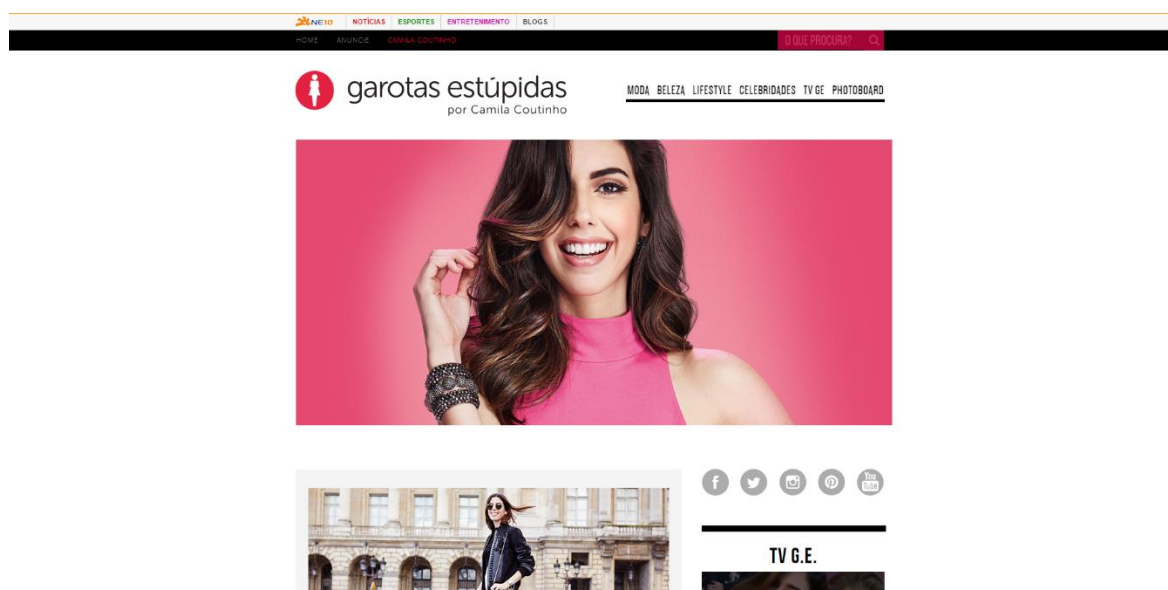 NE10 NOTÍCIAS ESPORTES ENTRETENIMENTO BLOGS
HOME ANUNCIE CAMILA COUTINHO O QUE PROCURA?
garotas estúpidas
por Camila Coutinho
MODA BELEZA LIFESTYLE CELEBRIDADES TV GE PHOTOBOARD
You Tube
TV G.E.